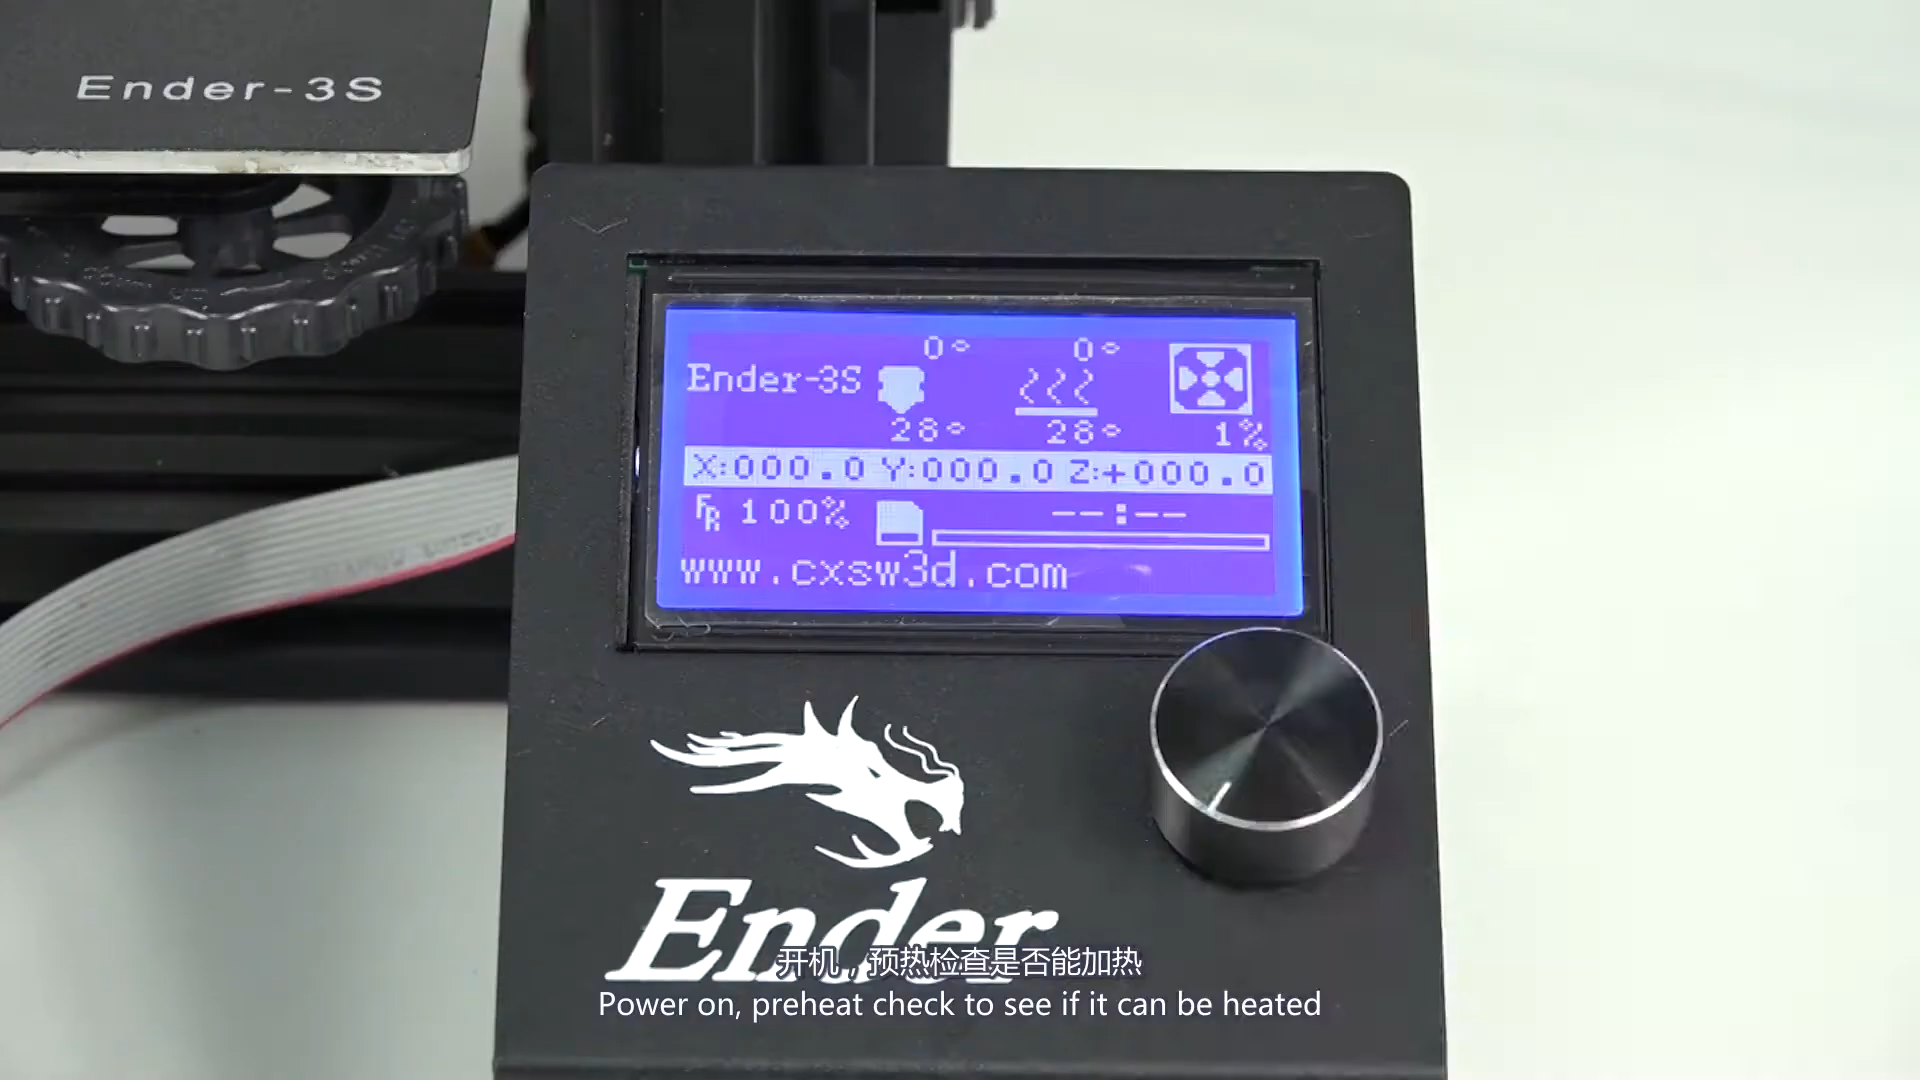 Ender-3S
0° 0°
Ender-3S
28° 28° 1%
X:000.0 Y:000.0 Z:+000.0
FR 100% --:--
www.cxsw3d.com
Ender
开机，预热检查是否能加热
Power on, preheat check to see if it can be heated